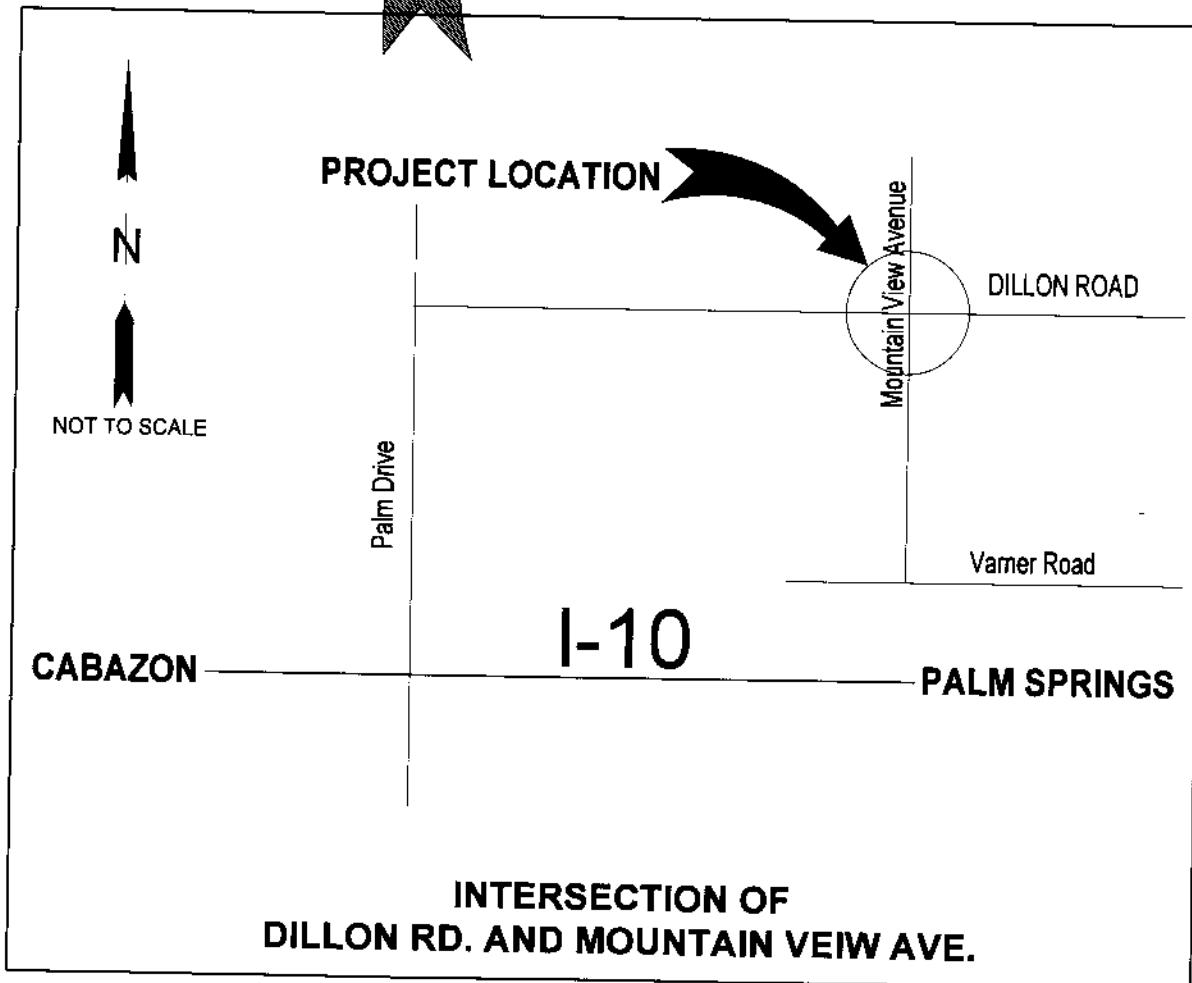 PROJECT LOCATION
N
NOT TO SCALE
Mountain View Avenue
DILLON ROAD
Palm Drive
Varner Road
I-10
CABAZON
PALM SPRINGS
INTERSECTION OF
DILLON RD. AND MOUNTAIN VEIW AVE.